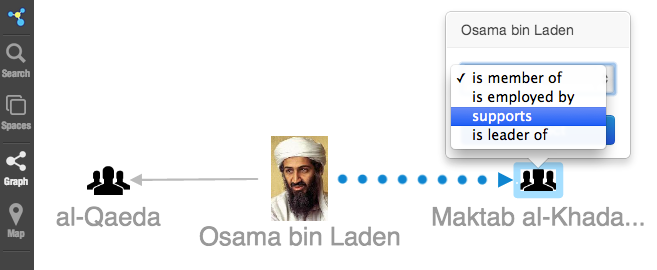 Osama bin Laden
✓ is member of
is employed by
supports
is leader of
Search
Spaces
Graph
Map
al-Qaeda
Osama bin Laden
Maktab al-Khada...